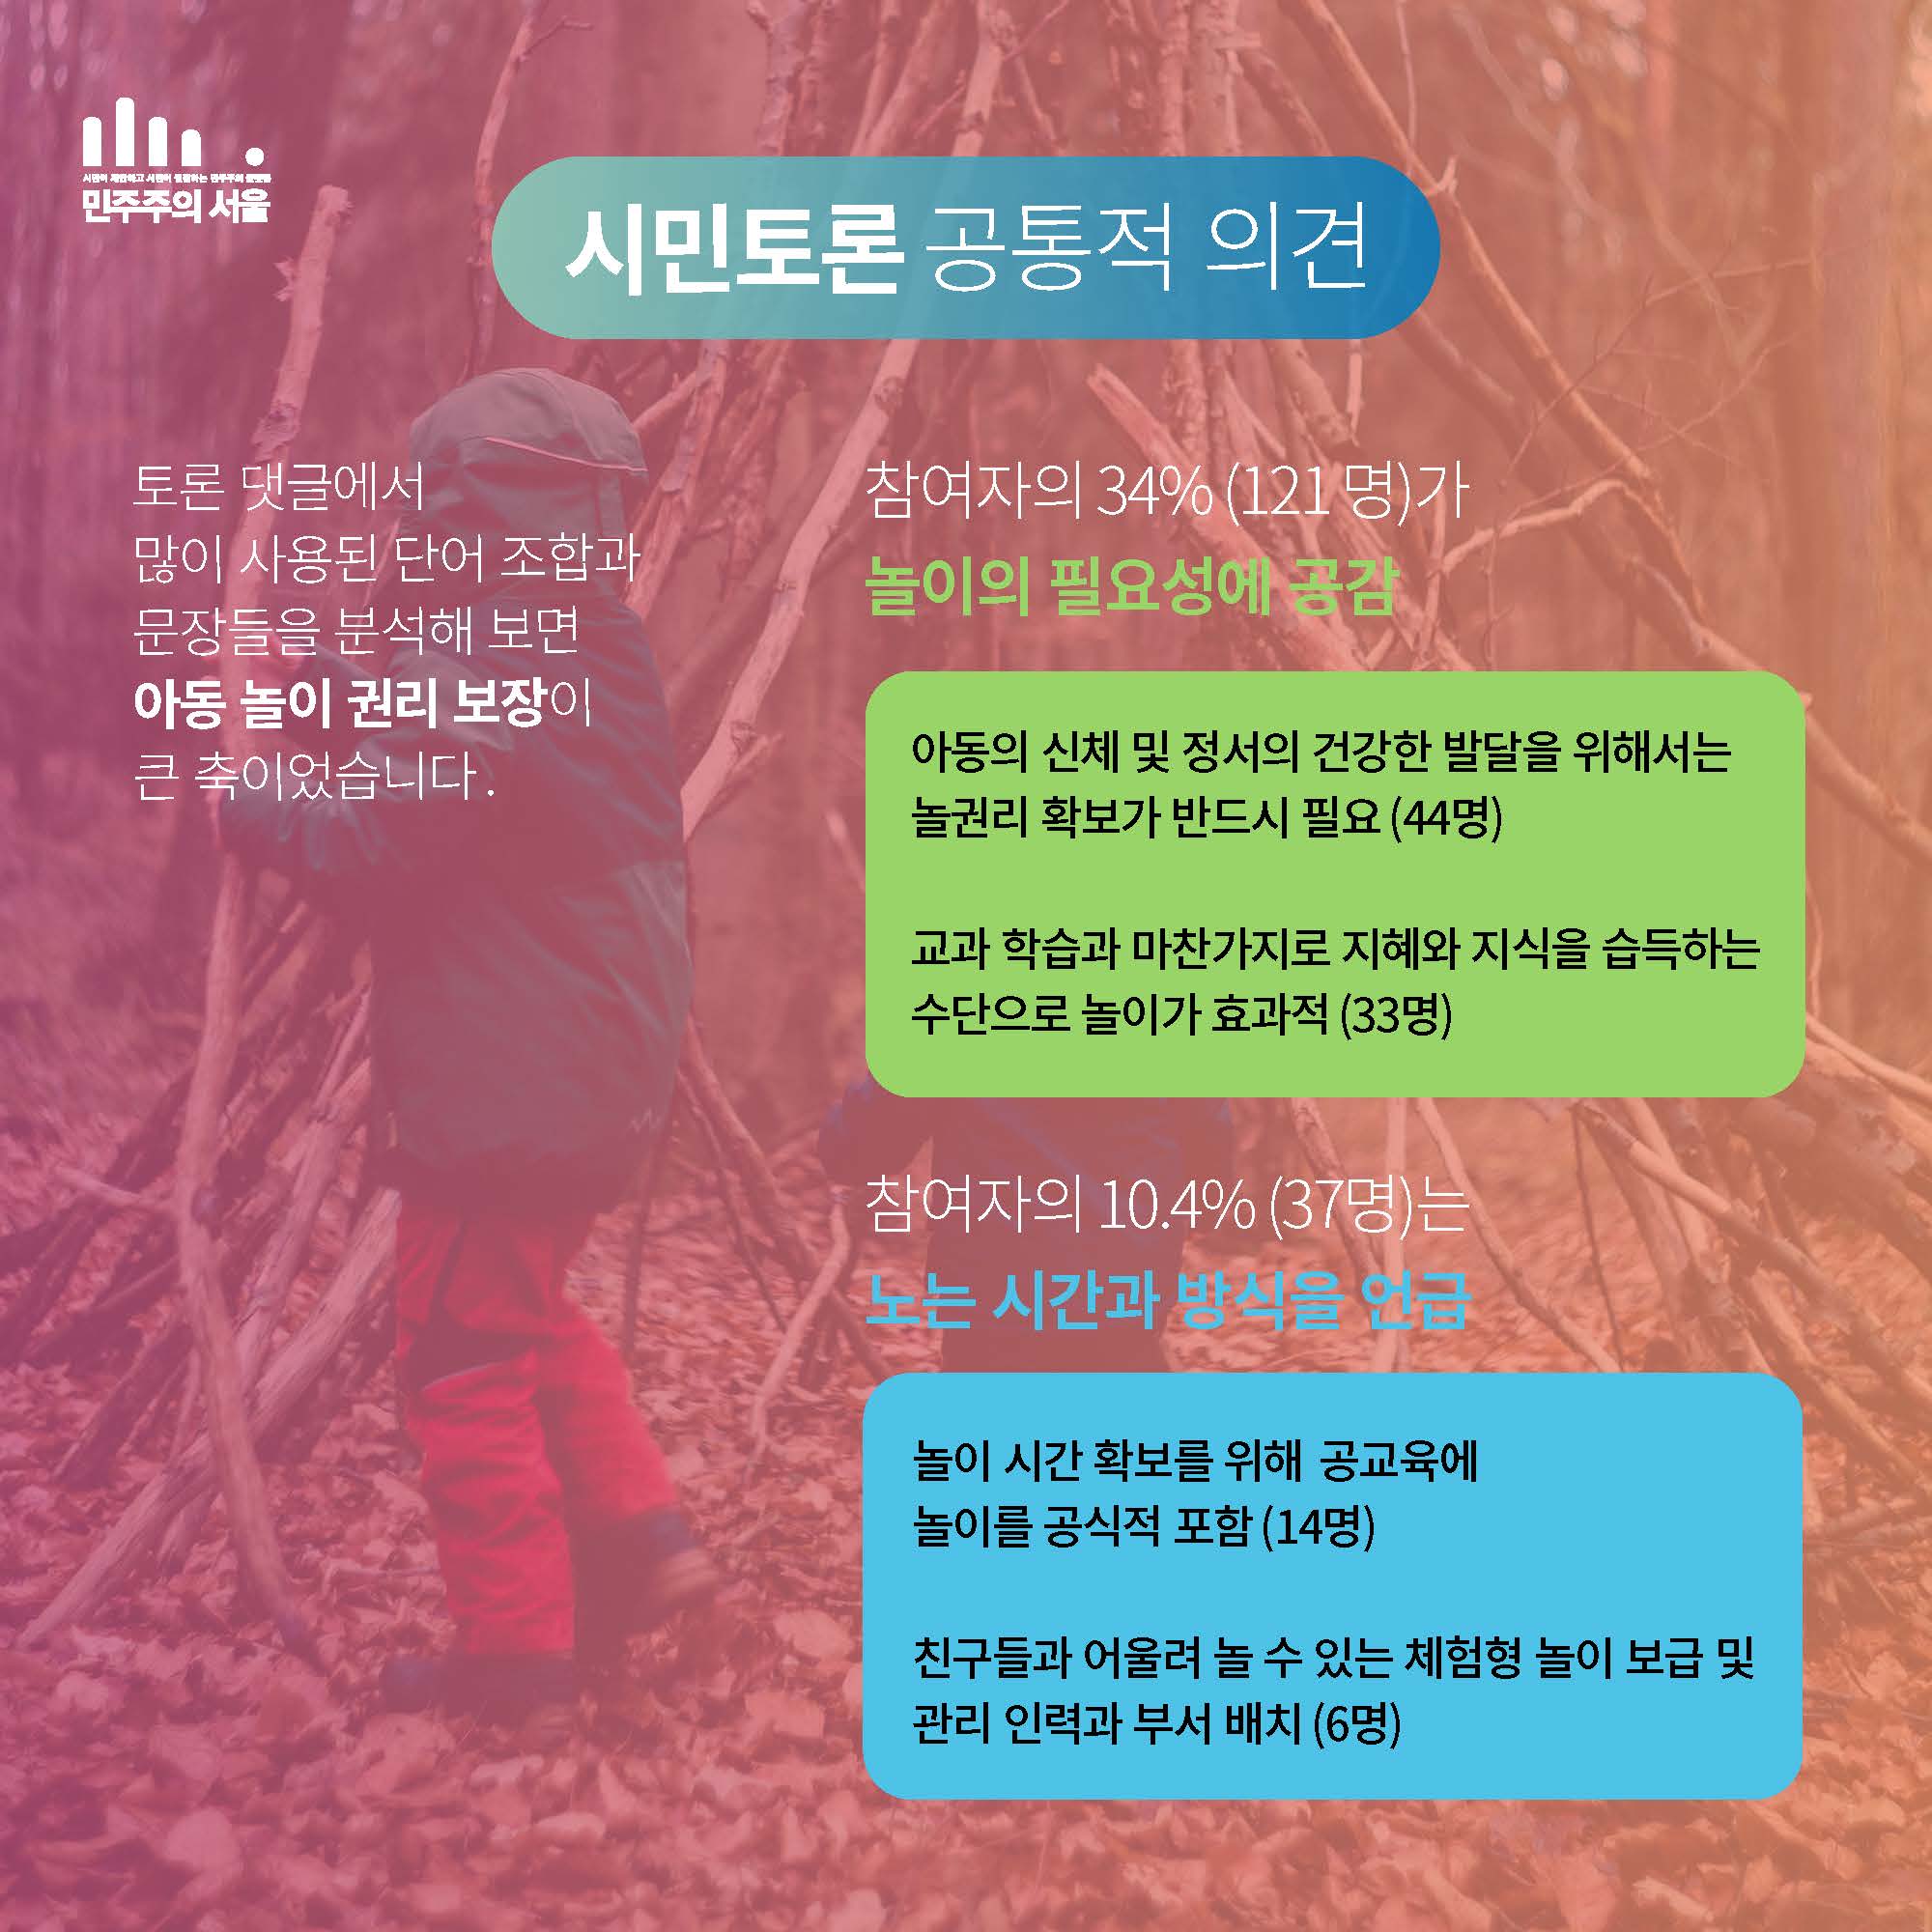 시민이 제안하고 시민이 결정하는 민주주의 플랫폼
민주주의 서울
시민토론 공통적 의견
토론 댓글에서
많이 사용된 단어 조합과
문장들을 분석해 보면
아동 놀이 권리 보장이
큰 축이었습니다.
참여자의 34% (121 명)가
놀이의 필요성에 공감
아동의 신체 및 정서의 건강한 발달을 위해서는
놀권리 확보가 반드시 필요 (44명)
교과 학습과 마찬가지로 지혜와 지식을 습득하는
수단으로 놀이가 효과적 (33명)
참여자의 10.4% (37명)는
노는 시간과 방식을 언급
놀이 시간 확보를 위해 공교육에
놀이를 공식적 포함 (14명)
친구들과 어울려 놀 수 있는 체험형 놀이 보급 및
관리 인력과 부서 배치 (6명)